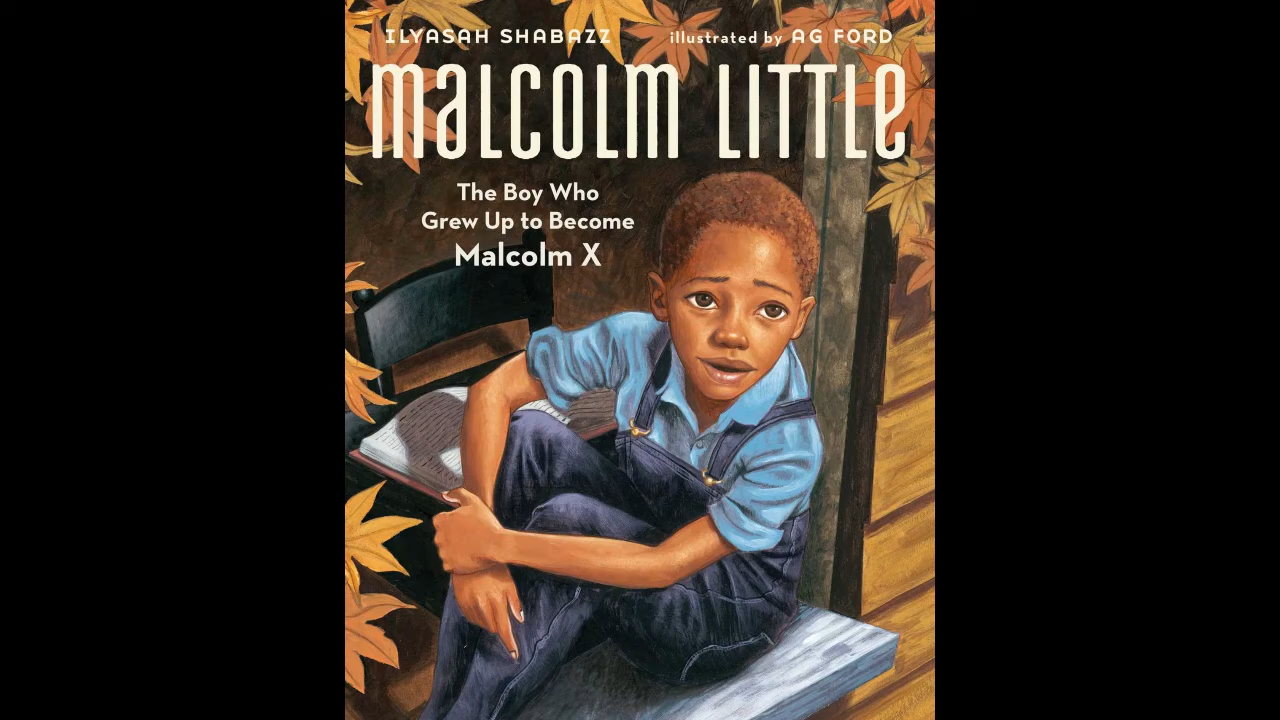 ILYASAH SHABAZZ illustrated by AG FORD
MALCOLM LITTLE
The Boy Who
Grew Up to Become
Malcolm X